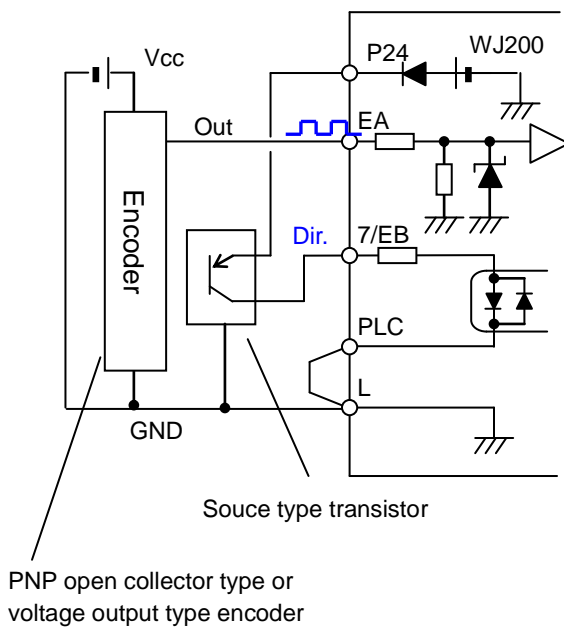 P24
WJ200
Vcc
Out
EA
Encoder
Dir.
7/EB
PLC
L
GND
Souce type transistor
PNP open collector type or
voltage output type encoder